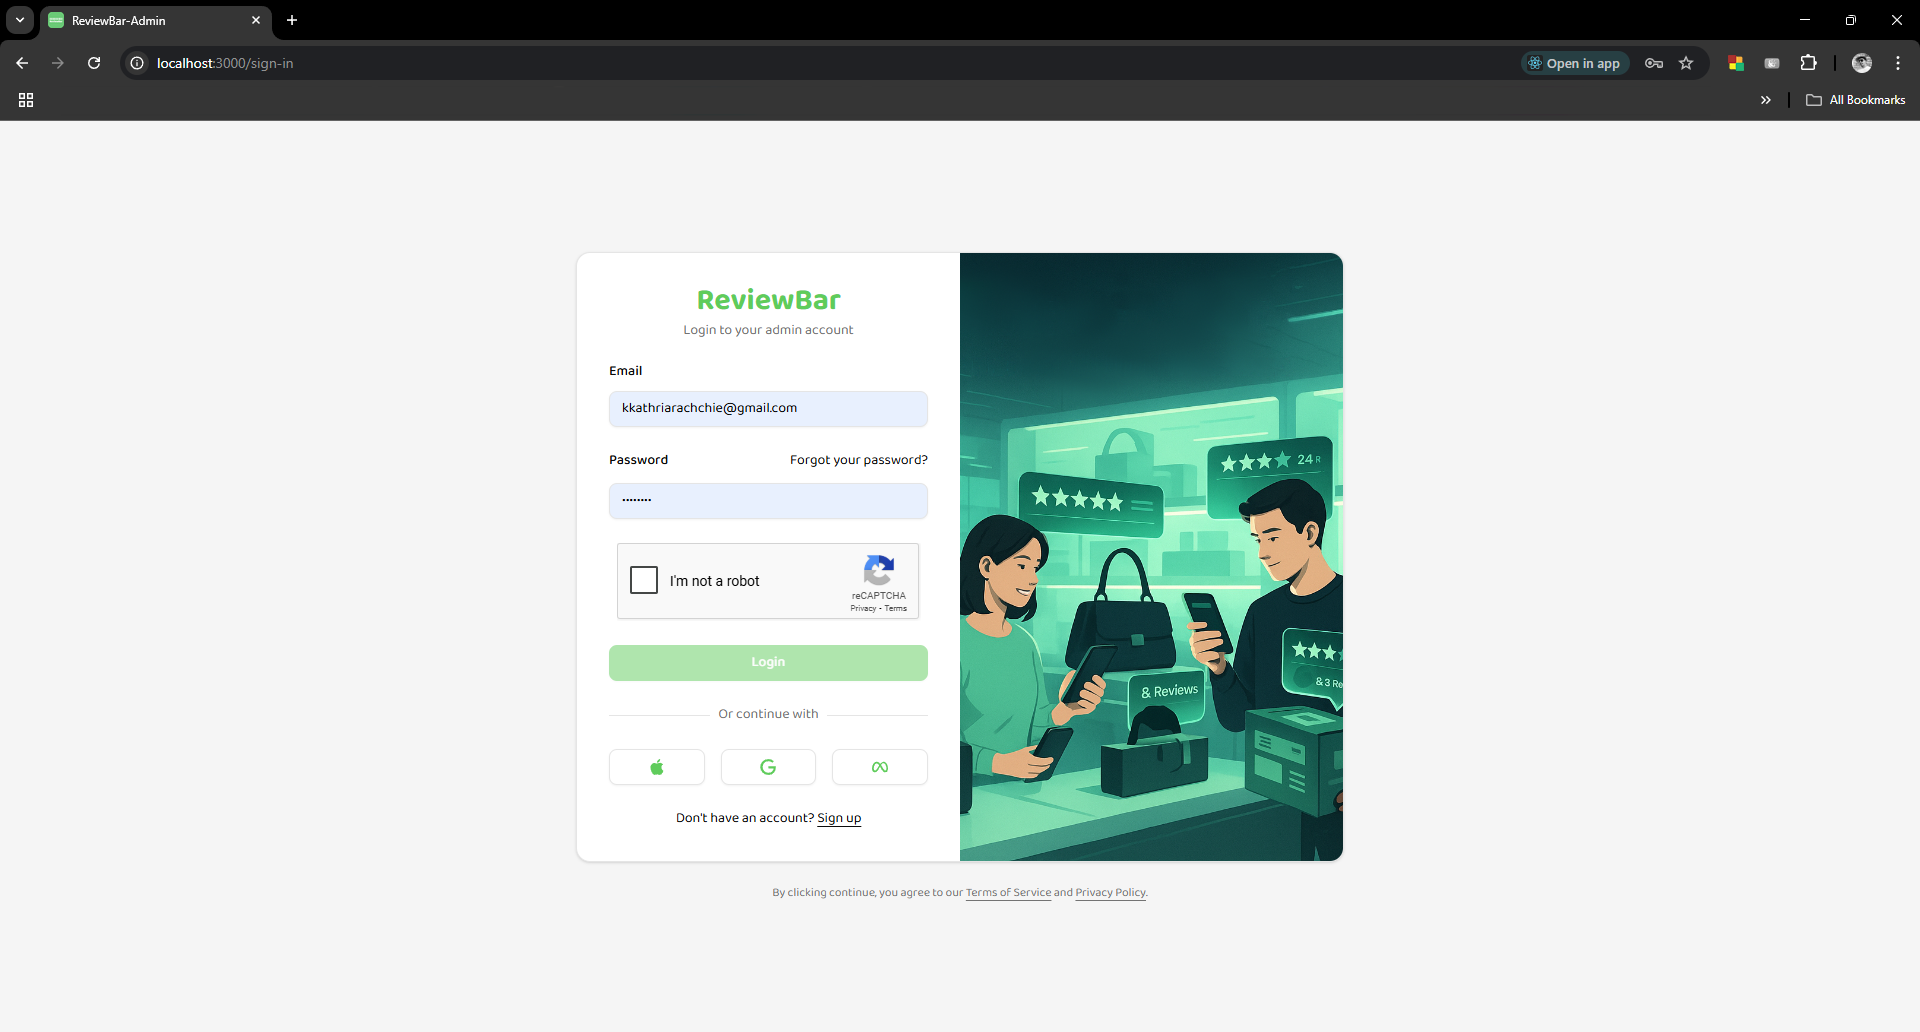 ReviewBar-Admin
localhost:3000/sign-in
Open in app
All Bookmarks
ReviewBar
Login to your admin account
Email
kkathriarachchie@gmail.com
Password
Forgot your password?
••••••••
I'm not a robot
reCAPTCHA
Privacy - Terms
Login
Or continue with
Don't have an account? Sign up
24 R
& Reviews
&3 Re
By clicking continue, you agree to our Terms of Service and Privacy Policy.